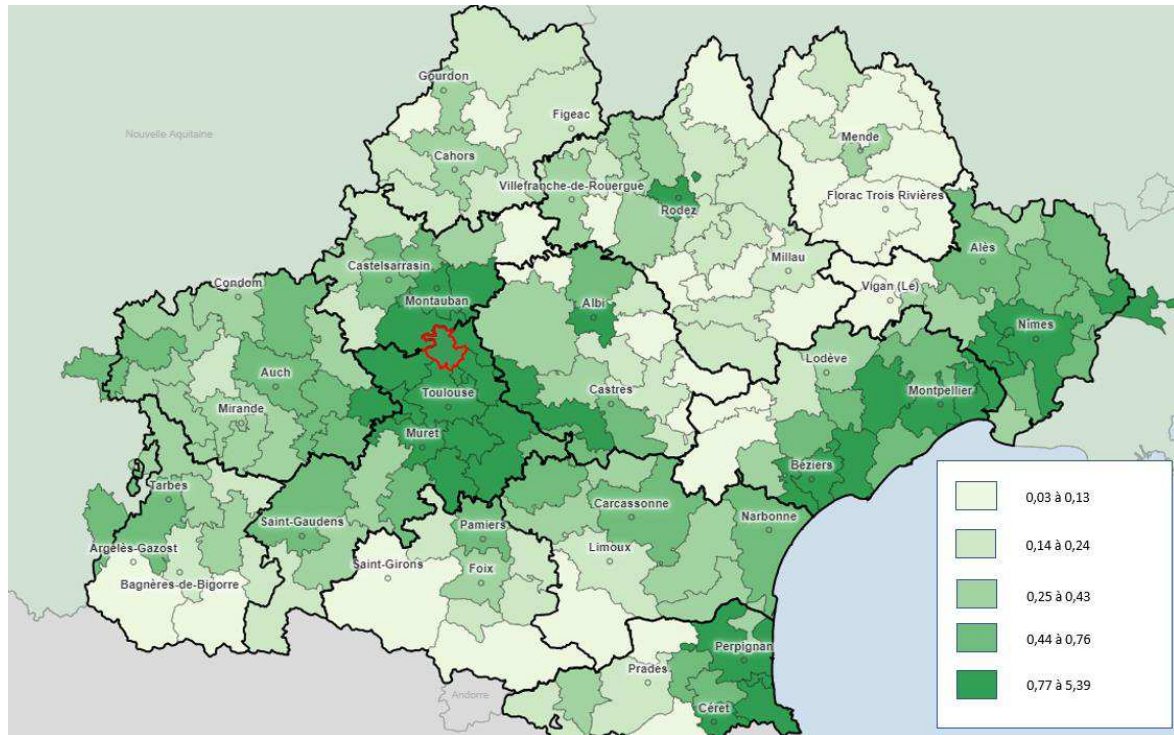 Gourdon
Figeac
Nouvelle Aquitaine
Mende
Cahors
Villefranche-de-Rouergue
Rodez
Florac Trois Rivières
Alès
Castelsarrasin
Millau
Condom
Vigan (Le)
Montauban
Albi
Nîmes
Lodève
Auch
Castres
Montpellier
Toulouse
Mirande
Muret
Béziers
Tarbes
Carcassonne
Narbonne
Saint-Gaudens
Pamiers
Argelès-Gazost
Limoux
Saint-Girons
Foix
Bagnères-de-Bigorre
Perpignan
Prades
Andorre
Céret
0,03 à 0,13
0,14 à 0,24
0,25 à 0,43
0,44 à 0,76
0,77 à 5,39